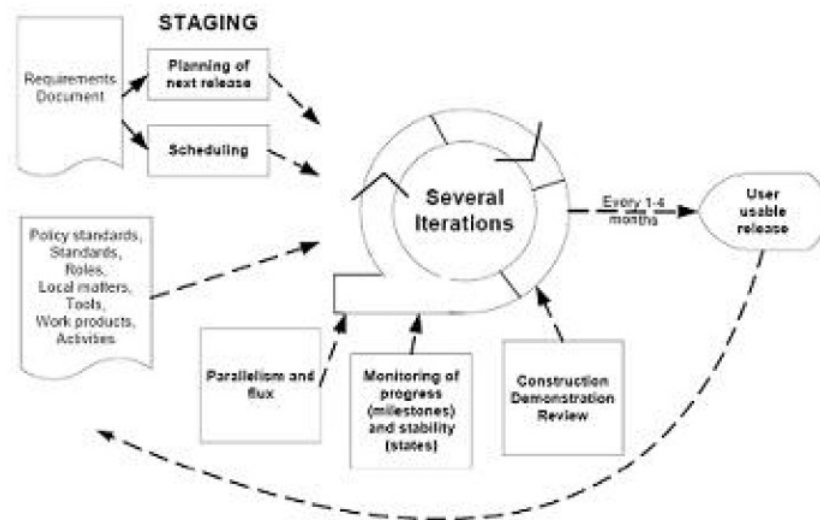 STAGING
Requirements
Document
Planning of
next release
Scheduling
Several
Iterations
Every 1-4
months
User
usable
release
Policy standards,
Standards,
Roles,
Local matters,
Tools,
Work products,
Activities
Parallelism and
flux
Monitoring of
progress
(milestones)
and stability
(states)
Construction
Demonstration
Review